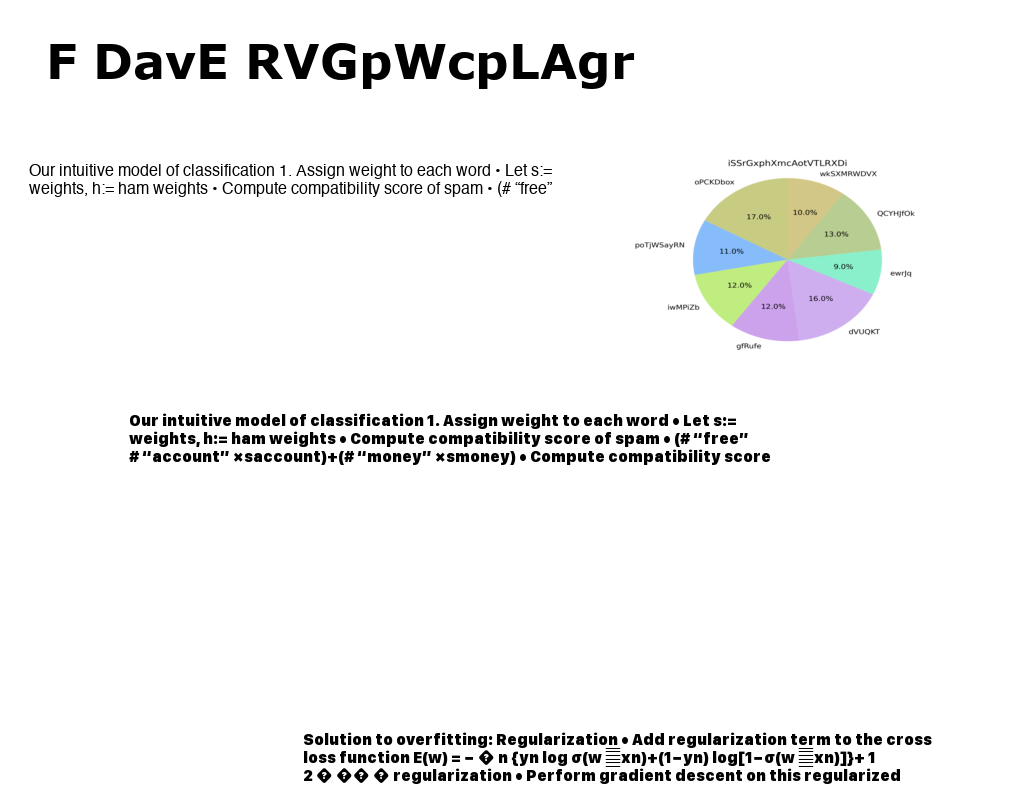 F DavE RVGpWcpLAgr
Our intuitive model of classification 1. Assign weight to each word • Let s:=
weights, h:= ham weights • Compute compatibility score of spam • (# “free”
iSSrGxphXmcAotVTLRXDi
wkSXMRWDVX
oPCKDbox
QCYHJfOk
17.0%
10.0%
13.0%
poTjWSayRN
11.0%
9.0%
ewrJq
12.0%
16.0%
iwMPiZb
12.0%
dVUQKT
gfRufe
Our intuitive model of classification 1. Assign weight to each word • Let s:=
weights, h:= ham weights • Compute compatibility score of spam • (# “free”
# “account” ×saccount)+(# “money” ×smoney) • Compute compatibility score
Solution to overfitting: Regularization • Add regularization term to the cross
loss function E(w) = − � n {yn log σ(w xn)+(1−yn) log[1−σ(w xn)]}+ 1
2 � �� � regularization • Perform gradient descent on this regularized